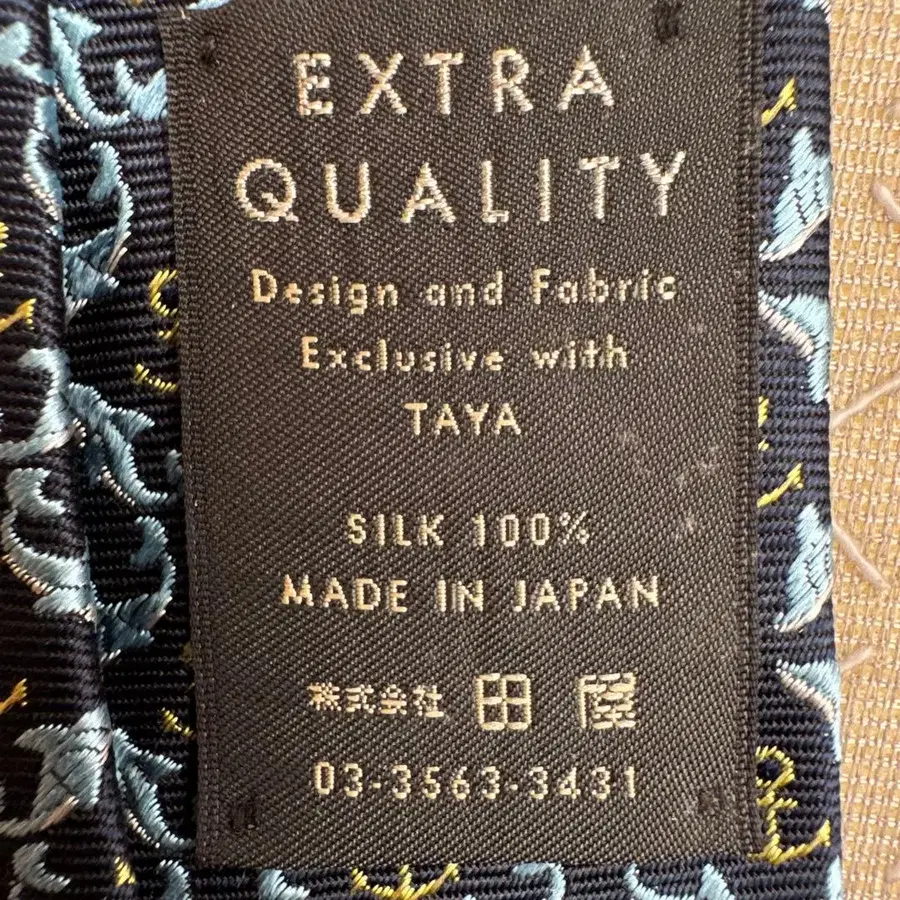 EXTRA
QUALITY
Design and Fabric
Exclusive with
TAYA
SILK 100%
MADE IN JAPAN
株式会社 田屋
03-3563-3431